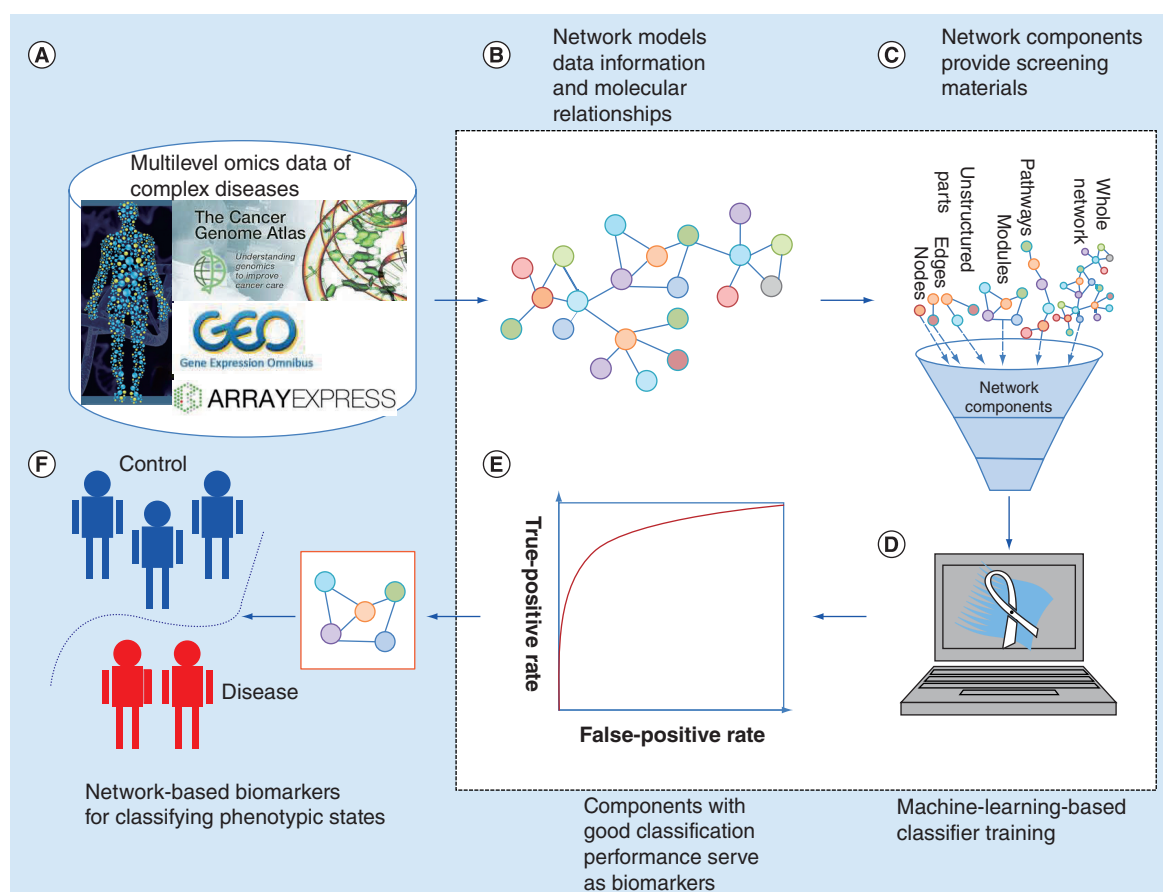 A
Multilevel omics data of
complex diseases
The Cancer
Genome Atlas
Understanding
genomics
to improve
cancer care
GEO
Gene Expression Omnibus
ARRAYEXPRESS
B
Network models
data information
and molecular
relationships
C
Network components
provide screening
materials
Nodes
Edges
Unstructured
parts
Modules
Pathways
Whole
network
Network
components
D
Machine-learning-based
classifier training
E
True-positive rate
False-positive rate
Components with
good classification
performance serve
as biomarkers
F
Control
Disease
Network-based biomarkers
for classifying phenotypic states